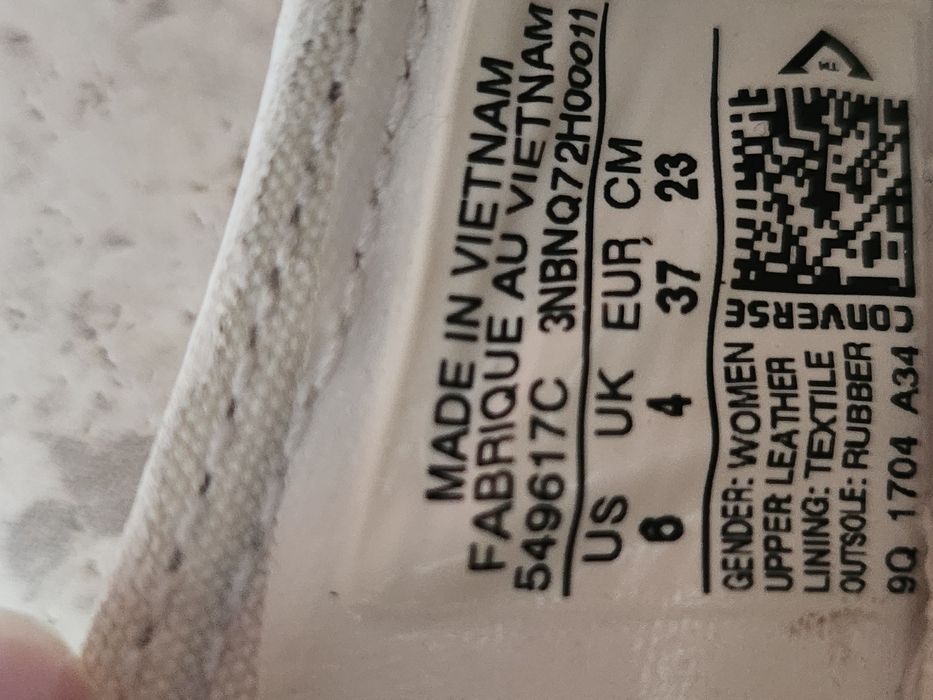 MADE IN VIETNAM
FABRIQUE AU VIETNAM
549617C 3NBNQ72H00011
US UK EUR CM
6 4 37 23
GENDER: WOMEN
UPPER LEATHER
LINING: TEXTILE
OUTSOLE: RUBBER
9Q 1704 A34
CONVERSE
TM